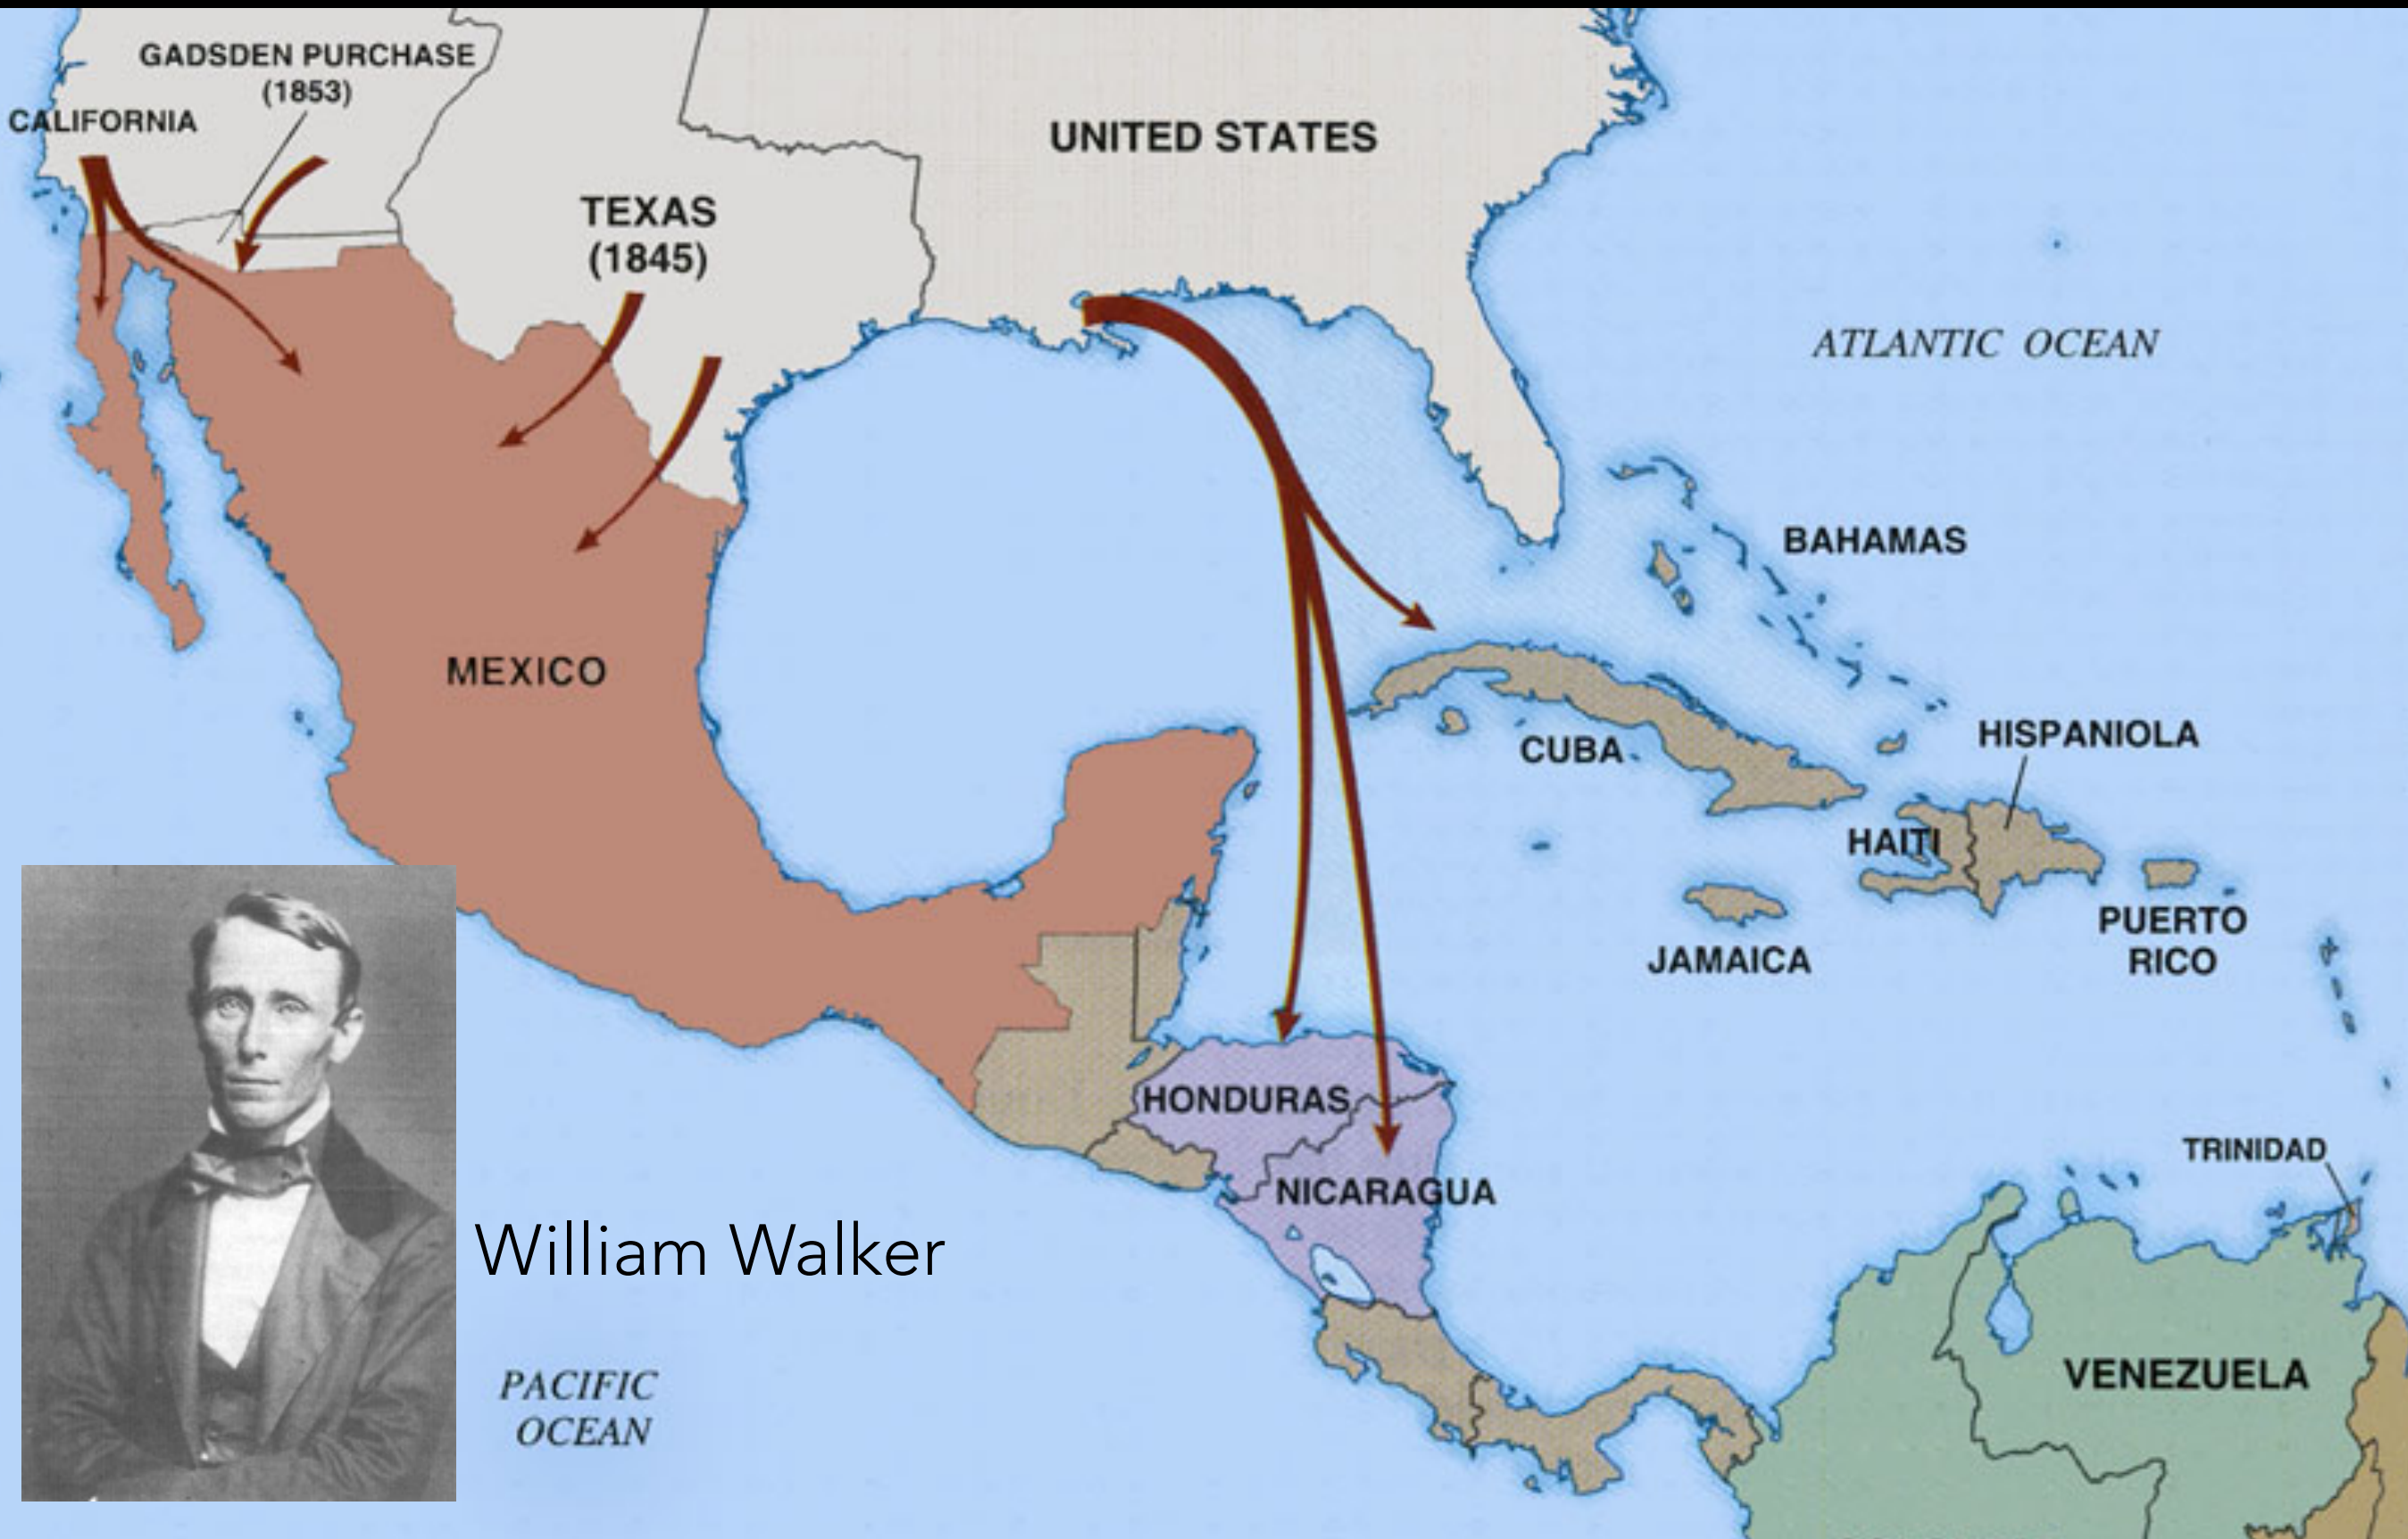 GADSDEN PURCHASE
(1853)
CALIFORNIA
UNITED STATES
TEXAS
(1845)
ATLANTIC OCEAN
BAHAMAS
MEXICO
HISPANIOLA
CUBA
HAITI
PUERTO
RICO
JAMAICA
HONDURAS
TRINIDAD
NICARAGUA
William Walker
VENEZUELA
PACIFIC
OCEAN